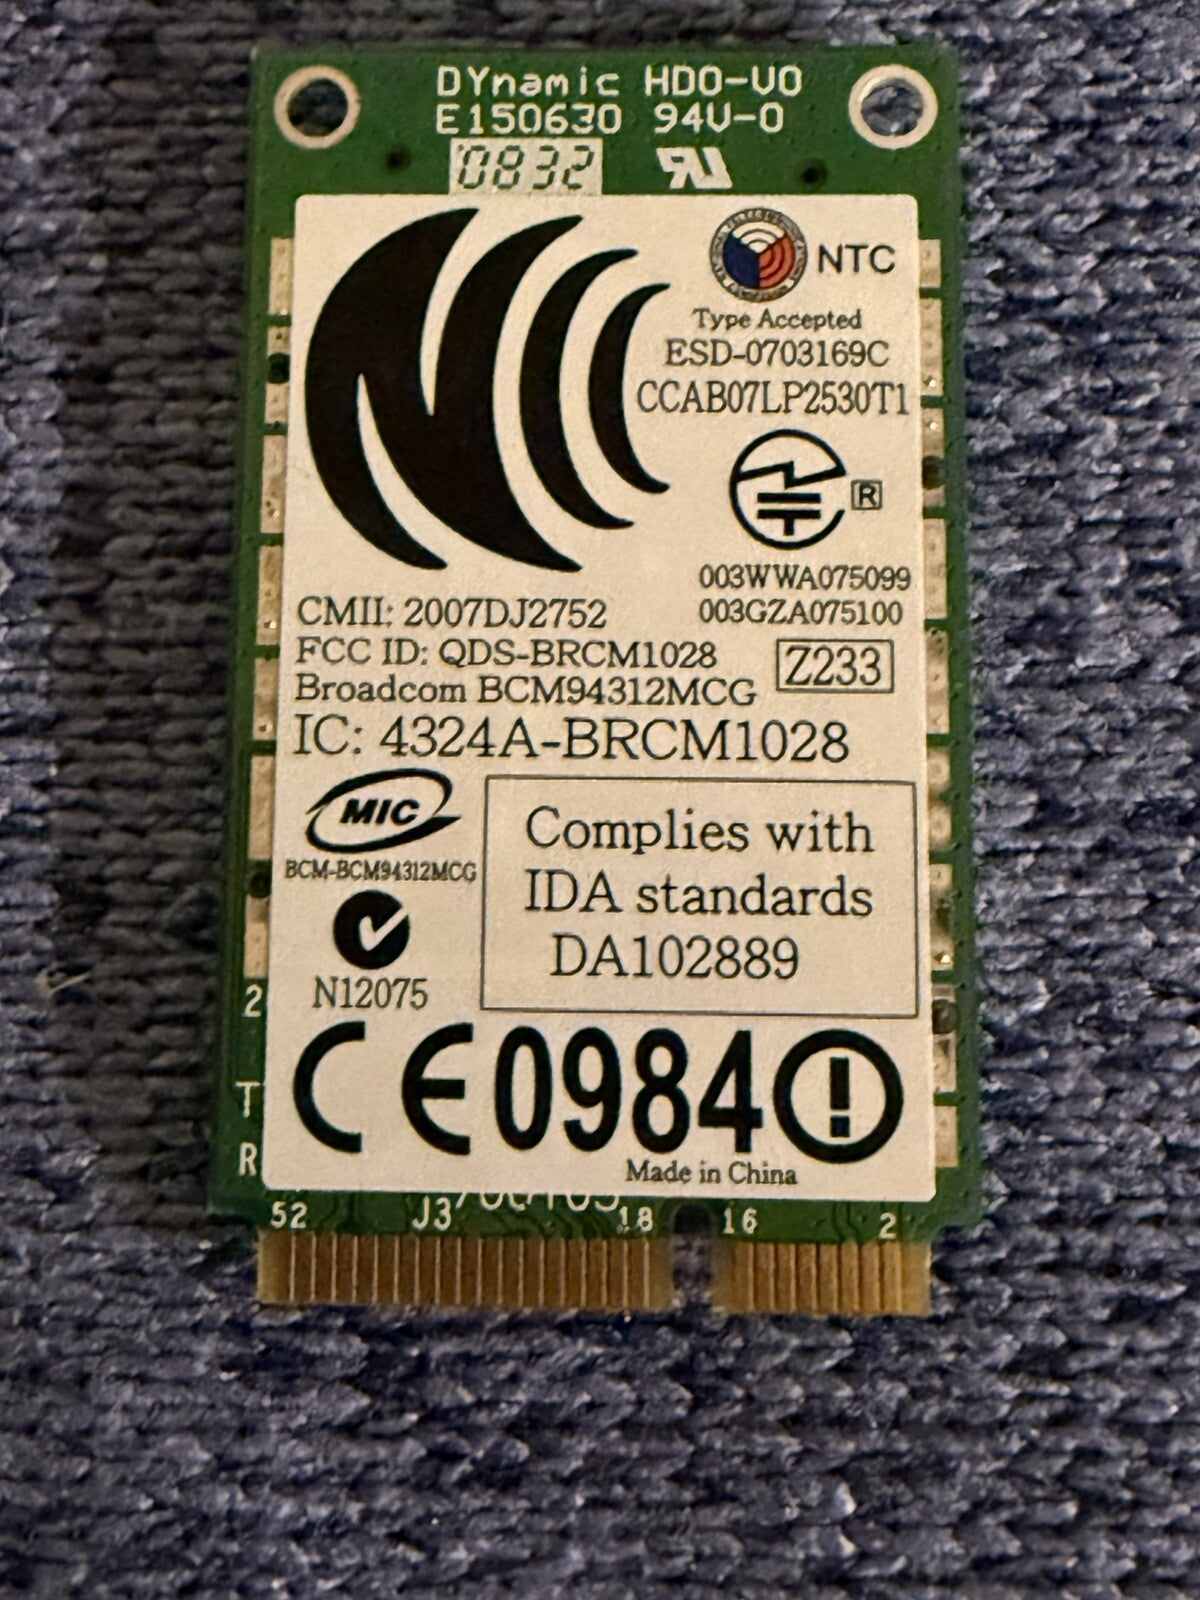 DYnamic HDO-VO
E150630 94V-0
0832
NTC
Type Accepted
ESD-0703169C
CCAB07LP2530T1
R
003WWA075099
003GZA075100
CMII: 2007DJ2752
FCC ID: QDS-BRCM1028
Z233
Broadcom BCM94312MCG
IC: 4324A-BRCM1028
MIC
BCM-BCM94312MCG
N12075
Complies with
IDA standards
DA102889
2
T
R
CE0984
Made in China
52 J3 18 16 2